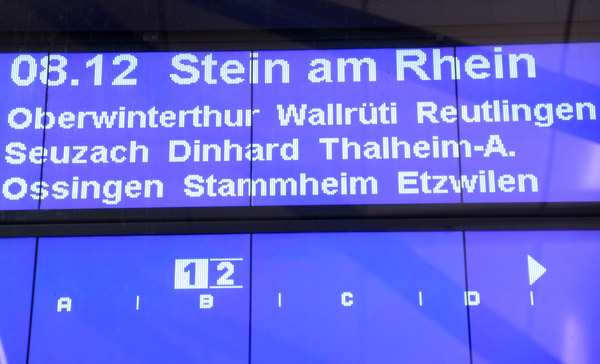 08.12 Stein am Rhein
Oberwinterthur Wallrüti Reutlingen
Seuzach Dinhard Thalheim-A.
Ossingen Stammheim Etzwilen
1 2
A B C D